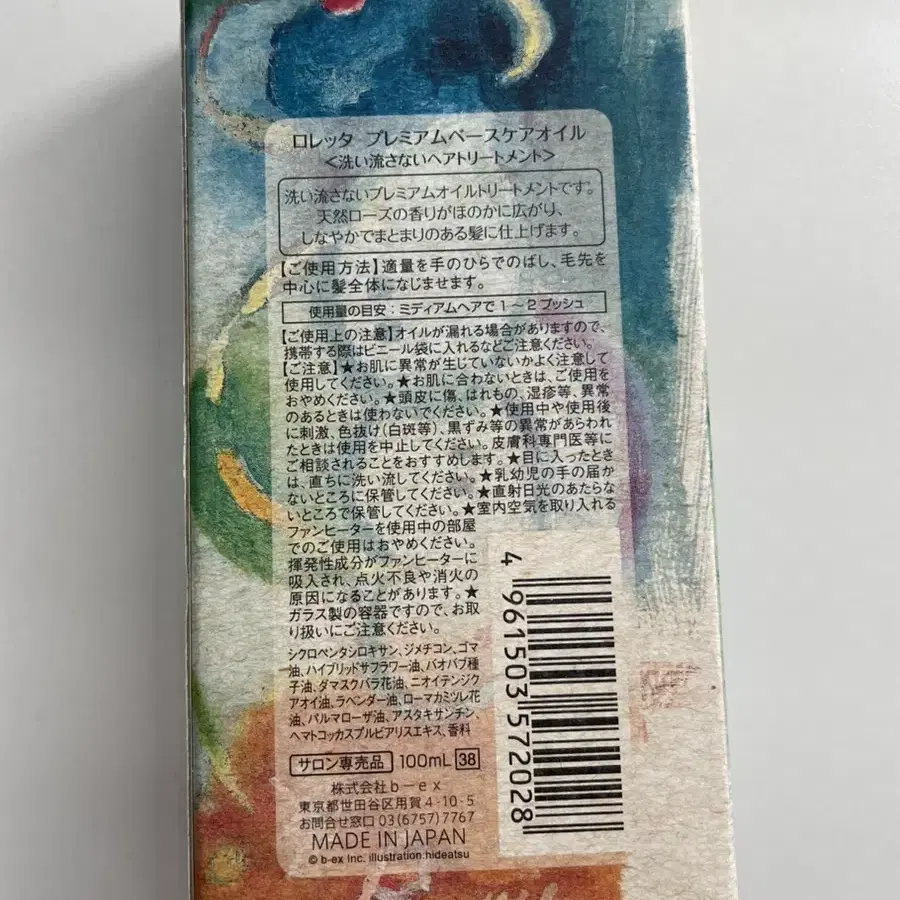 ロレッタ プレミアムベースケアオイル
<洗い流さないヘアトリートメント>
洗い流さないプレミアムオイルトリートメントです。
天然ローズの香りがほのかに広がり、
しなやかでまとまりのある髪に仕上げます。
【ご使用方法】適量を手のひらでのばし、毛先を
中心に髪全体になじませます。
使用量の目安：ミディアムヘアで1～2プッシュ
【ご使用上の注意】オイルが漏れる場合がありますので、
携帯する際はビニール袋に入れるなどご注意ください。
【ご注意】★お肌に異常が生じていないかよく注意して
使用してください。★お肌に合わないときは、ご使用を
おやめください。★頭皮に傷、はれもの、湿疹等、異常
のあるときは使わないでください。★使用中や使用後
に刺激、色抜け(白斑等)、黒ずみ等の異常があらわれ
たときは使用を中止してください。皮膚科専門医等に
ご相談されることをおすすめします。★目に入ったとき
は、直ちに洗い流してください。★乳幼児の手の届か
ないところに保管してください。★直射日光のあたらな
いところで保管してください。★室内空気を取り入れる
ファンヒーターを使用中の部屋
でのご使用はおやめください。
揮発性成分がファンヒーターに
吸入され、点火不良や消火の
原因になることがあります。★
ガラス製の容器ですので、お取
り扱いにご注意ください。
シクロペンタシロキサン、ジメチコン、ゴマ
油、ハイブリッドサフラワー油、バオバブ種
子油、ダマスクバラ花油、ニオイテンジク
アオイ油、ラベンダー油、ローマカミツレ花
油、パルマローザ油、アスタキサンチン、
ヘマトコッカスプルビアリスエキス、香料
サロン専売品 100mL 38
株式会社b-ex
東京都世田谷区用賀4-10-5
お問合せ窓口 03(6757)7767
MADE IN JAPAN
© b-ex Inc. illustration:hideatsu
4 961503 572028